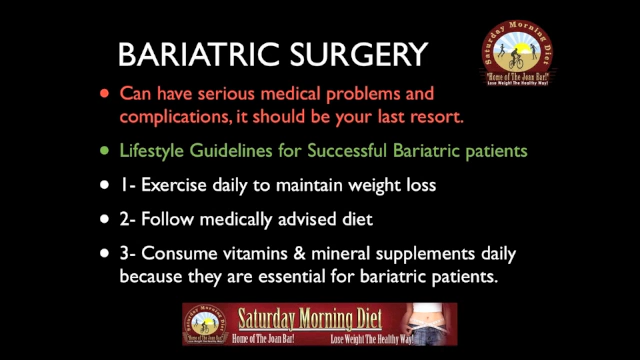 Saturday Morning Diet
"Home of The Joan Bar!"
Lose Weight The Healthy Way!
BARIATRIC SURGERY
• Can have serious medical problems and
complications, it should be your last resort.
• Lifestyle Guidelines for Successful Bariatric patients
• 1- Exercise daily to maintain weight loss
• 2- Follow medically advised diet
• 3- Consume vitamins & mineral supplements daily
because they are essential for bariatric patients.
Saturday Morning Diet
Home of The Joan Bar!
Lose Weight The Healthy Way!